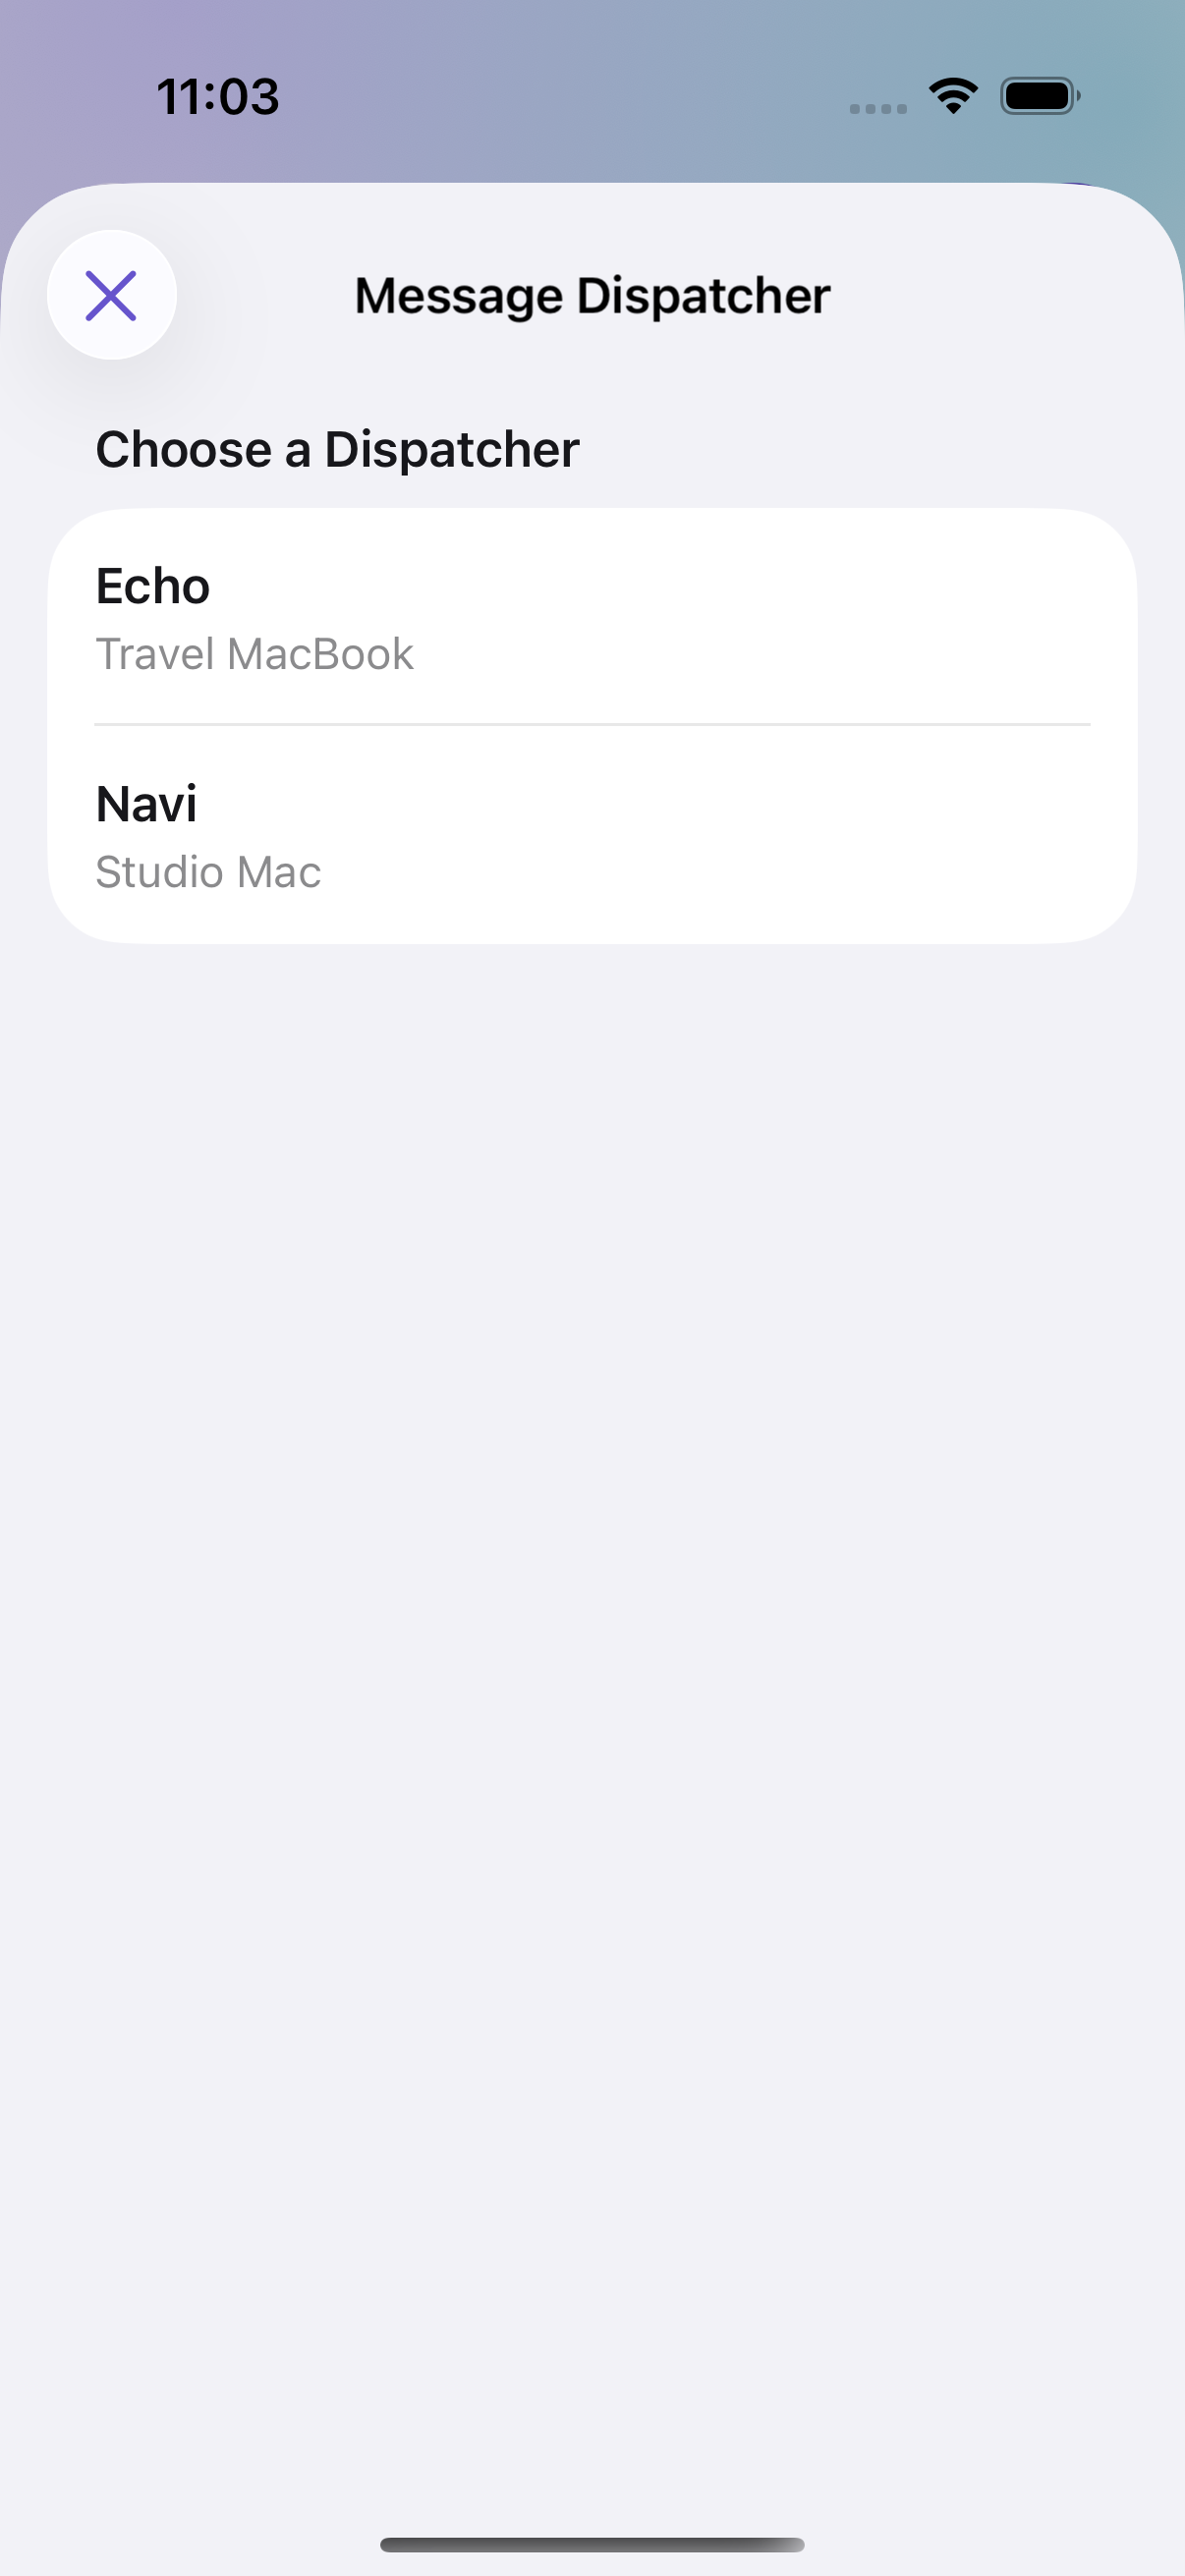 11:03
Message Dispatcher
Choose a Dispatcher
Echo
Travel MacBook
Navi
Studio Mac